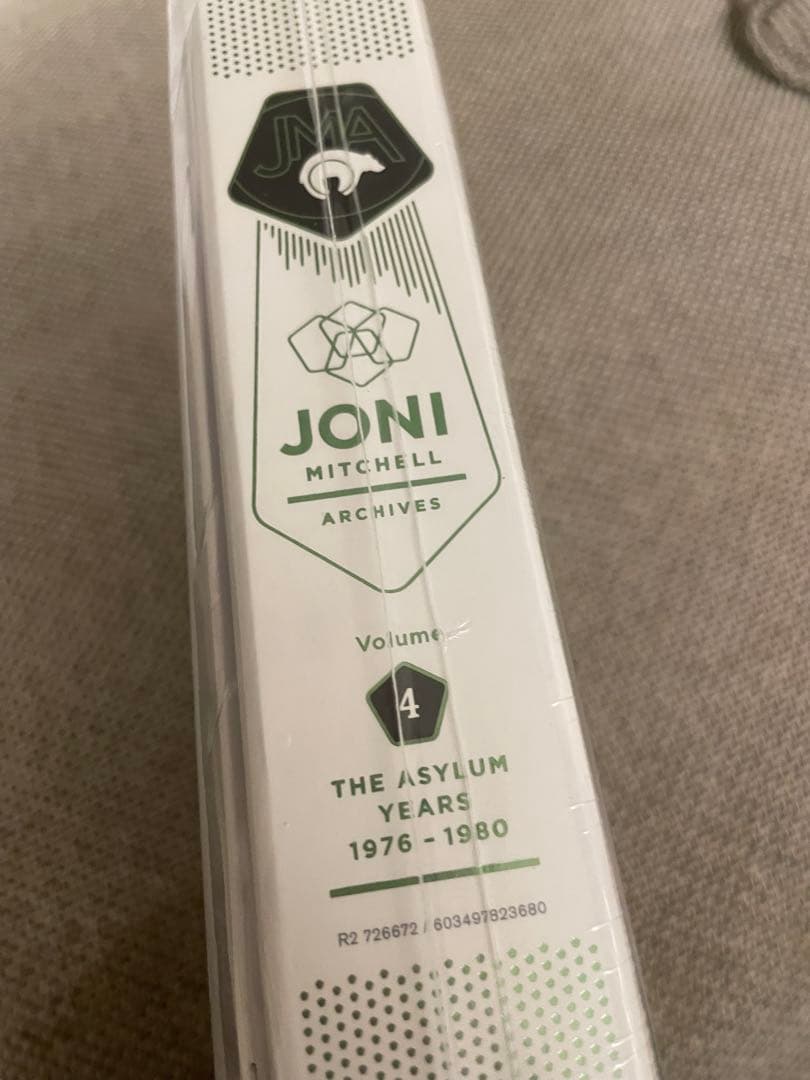 JMA
JONI
MITCHELL
ARCHIVES
Volume
4
THE ASYLUM
YEARS
1976 - 1980
R2 726672 / 603497823680